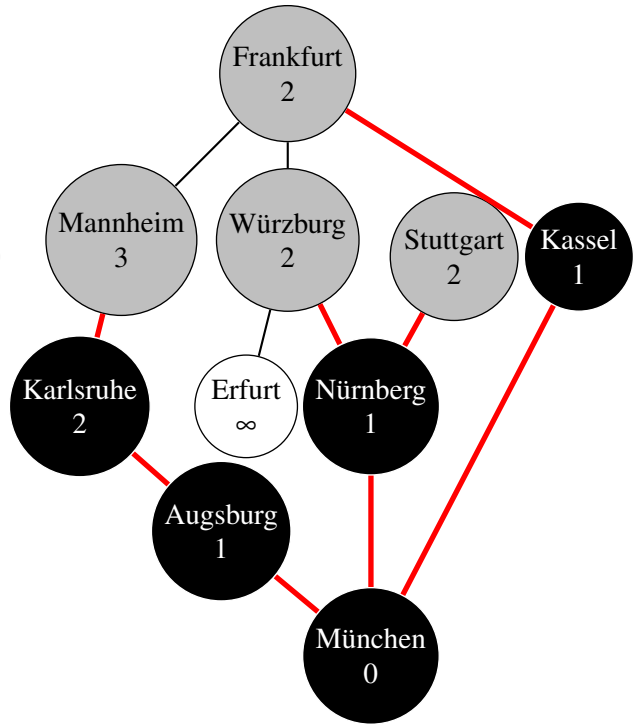 Frankfurt
2
Mannheim
3
Würzburg
2
Stuttgart
2
Kassel
1
Karlsruhe
2
Erfurt
∞
Nürnberg
1
Augsburg
1
München
0